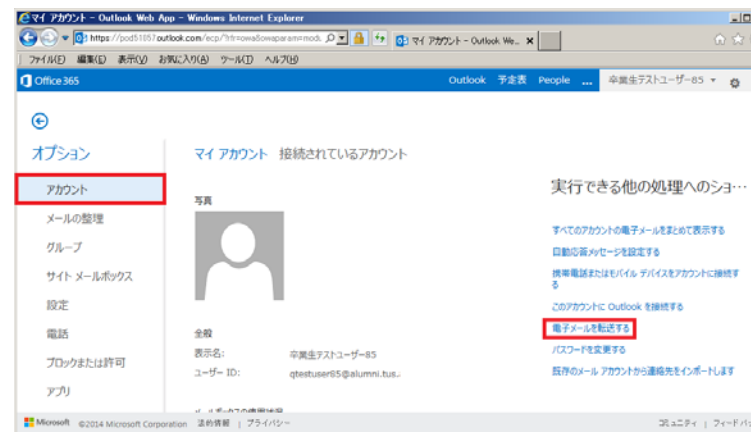 マイ アカウント - Outlook Web App - Windows Internet Explorer
https://pod51057.outlook.com/ecp/?rfr=owa&owaparam=mod.
マイ アカウント - Outlook We...
ファイル(F) 編集(E) 表示(V) お気に入り(A) ツール(T) ヘルプ(H)
Office 365
Outlook 予定表 People ... 卒業生テストユーザー85
オプション
マイ アカウント 接続されているアカウント
アカウント
メールの整理
グループ
サイト メールボックス
設定
電話
ブロックまたは許可
アプリ
写真
全般
表示名: 卒業生テストユーザー85
ユーザー ID: qtestuser85@alumni.tus..
実行できる他の処理へのショ…
すべてのアカウントの電子メールをまとめて表示する
自動応答メッセージを設定する
携帯電話またはモバイル デバイスをアカウントに接続す
る
このアカウントに Outlook を接続する
電子メールを転送する
パスワードを変更する
既存のメール アカウントから連絡先をインポートします
Microsoft ©2014 Microsoft Corporation 法的情報 | プライバシー
コミュニティ | フィードバ